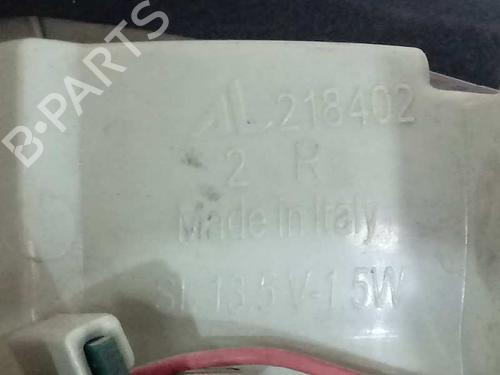 B-PARTS
AL 218402
2 R
Made in Italy
SL 13.5 V-1.5W